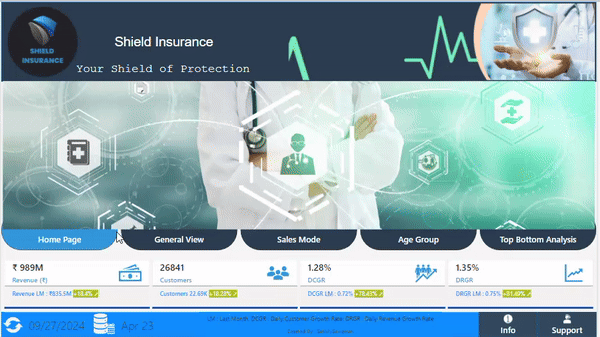 SHIELD
INSURANCE
Shield Insurance
Your Shield of Protection
Home Page
General View
Sales Mode
Age Group
Top Bottom Analysis
₹ 989M
Revenue (₹)
Revenue LM : ₹835.5M +18.4%
26841
Customers
Customers 22.69K +18.28%
1.28%
DCGR
DCGR LM : 0.72% +78.43%
1.35%
DRGR
DRGR LM : 0.75% +81.49%
09/27/2024
Apr 23
LM : Last Month, DCGR : Daily Customer Growth Rate, DRGR : Daily Revenue Growth Rate
Info
Support